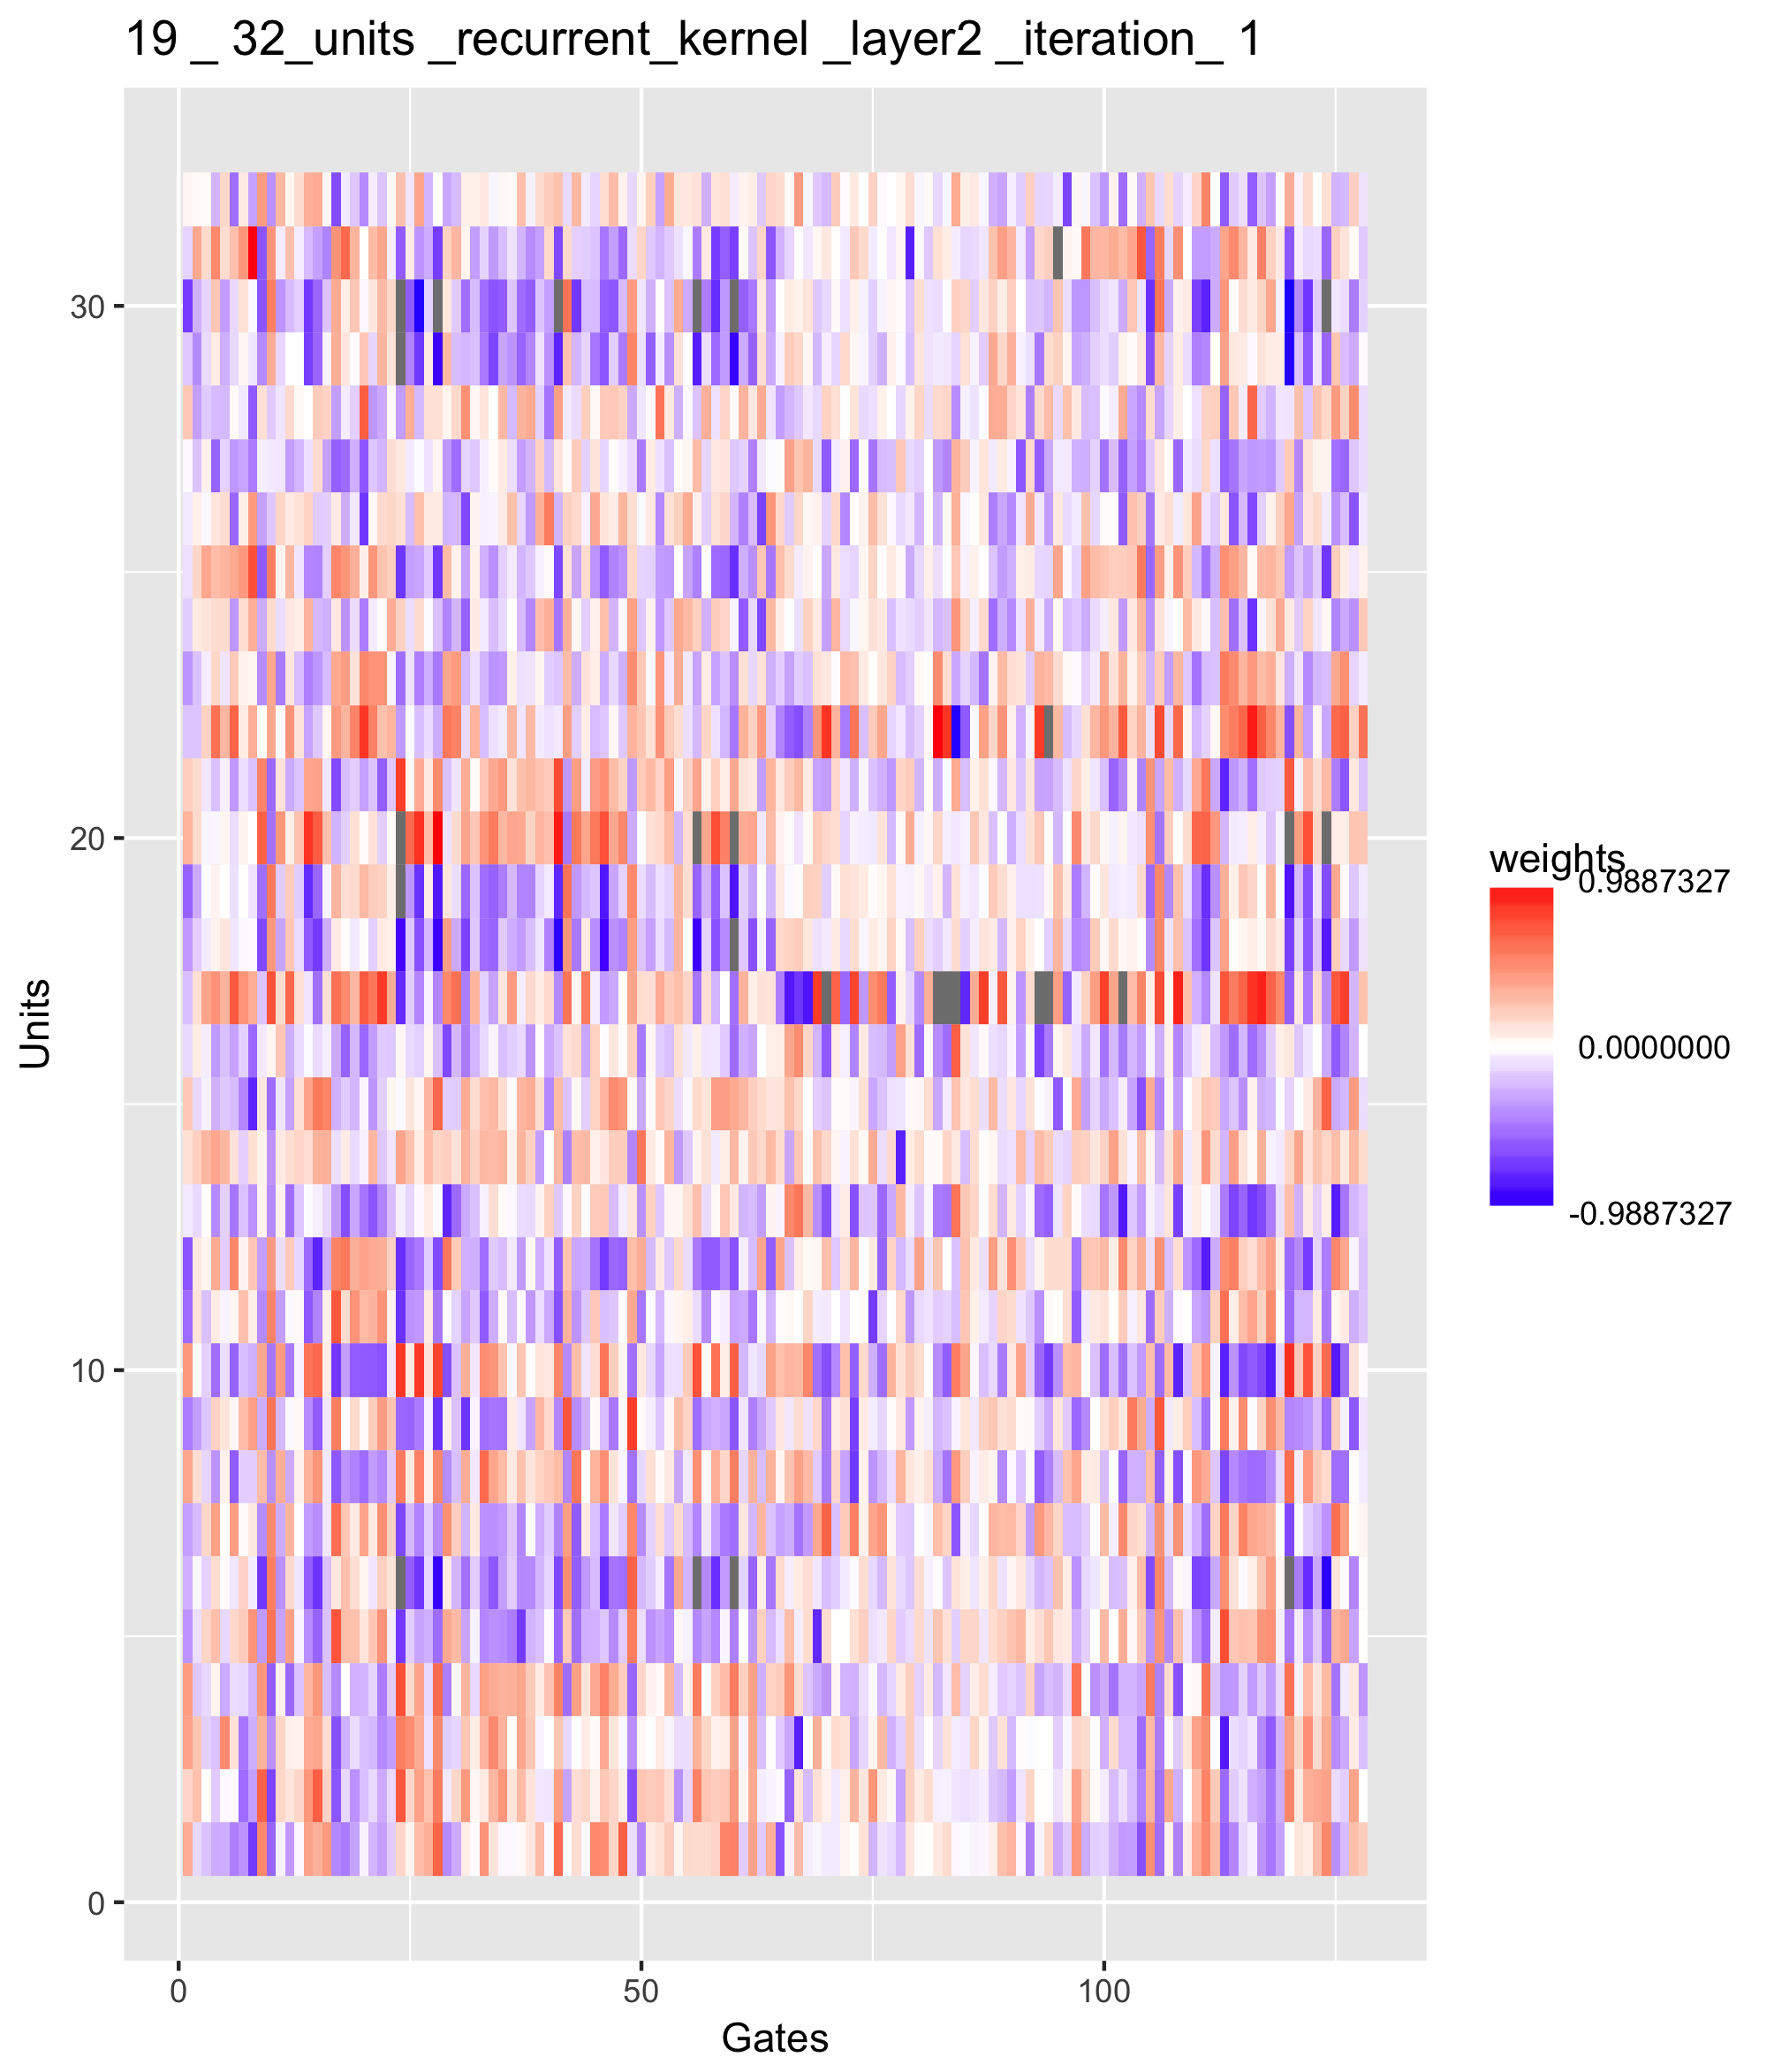 19 _ 32_units _recurrent_kernel _layer2 _iteration_ 1
30
20
10
0
Units
0 50 100
Gates
weights
0.9887327
0.0000000
-0.9887327